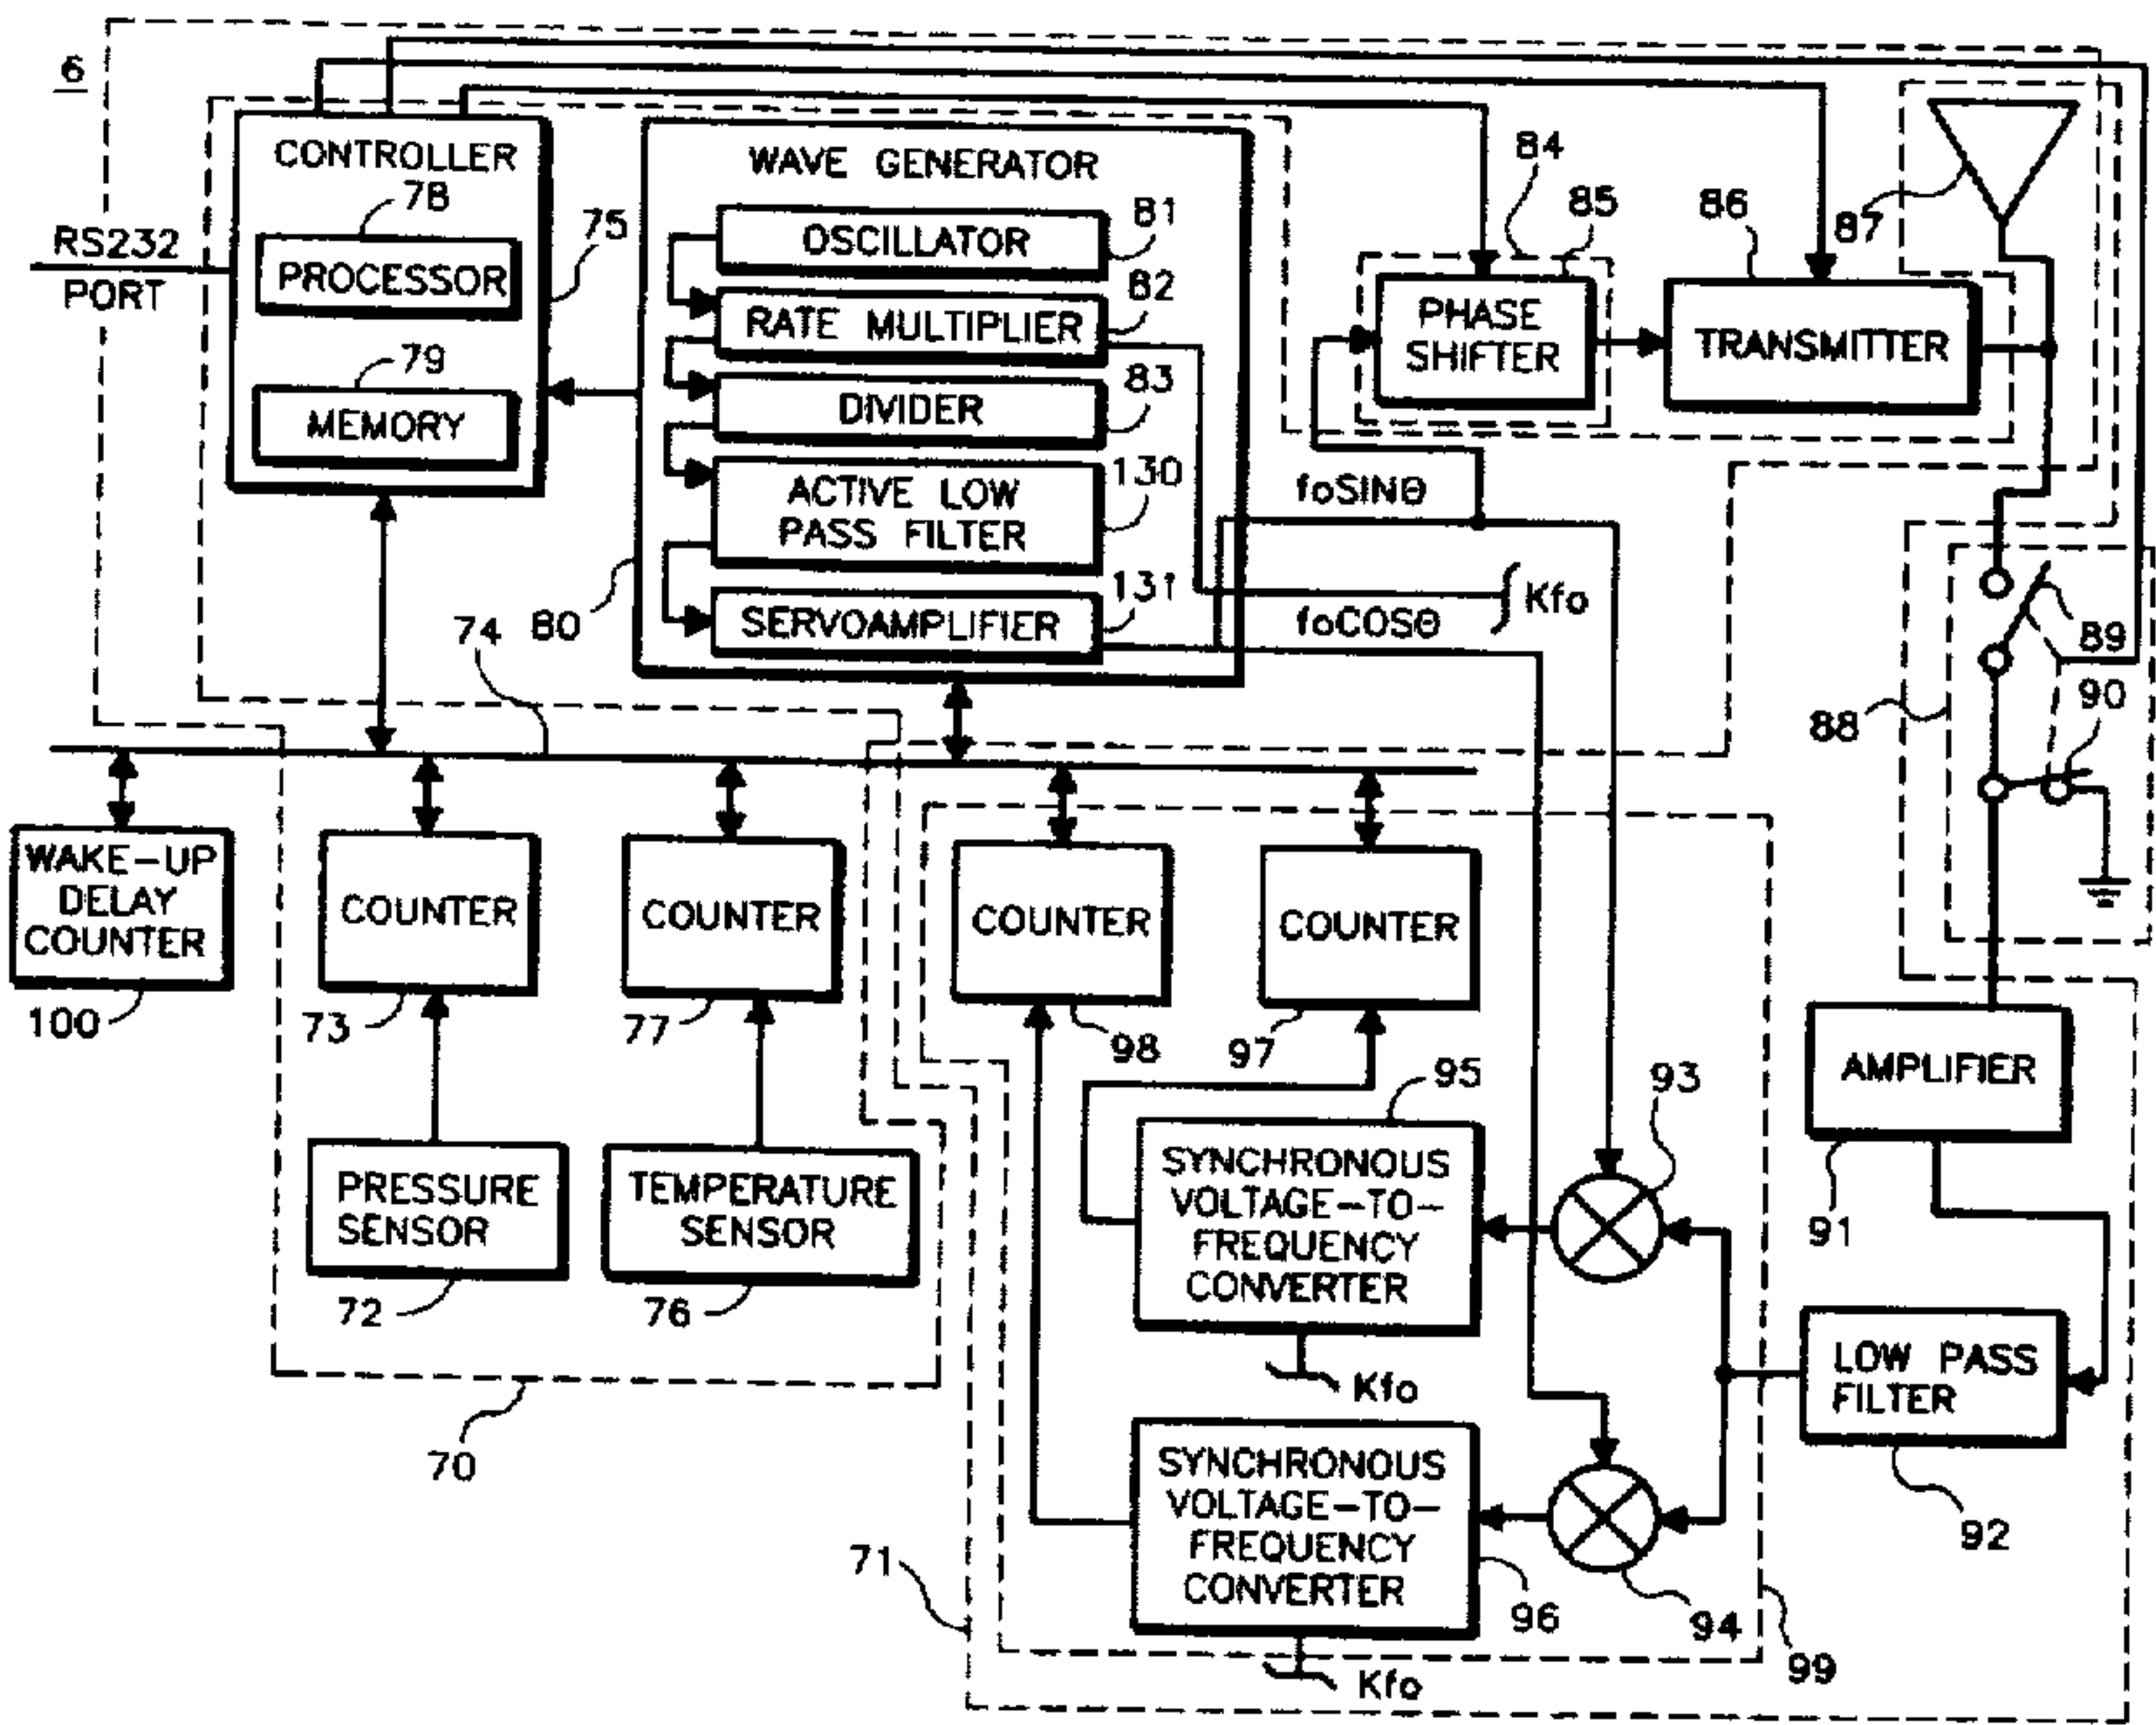 6
CONTROLLER
78
PROCESSOR
79
MEMORY
75
RS232
PORT
WAVE GENERATOR
OSCILLATOR
81
RATE MULTIPLIER
82
DIVIDER
83
ACTIVE LOW
PASS FILTER
130
SERVOAMPLIFIER
131
80
74
84
85
PHASE
SHIFTER
86
TRANSMITTER
87
foSINθ
Kfo
foCOSθ
88
89
90
WAKE-UP
DELAY
COUNTER
100
COUNTER
73
COUNTER
77
COUNTER
98
COUNTER
97
PRESSURE
SENSOR
72
TEMPERATURE
SENSOR
76
70
95
SYNCHRONOUS
VOLTAGE-TO-
FREQUENCY
CONVERTER
Kfo
93
AMPLIFIER
91
LOW PASS
FILTER
92
SYNCHRONOUS
VOLTAGE-TO-
FREQUENCY
CONVERTER
96
Kfo
94
99
71